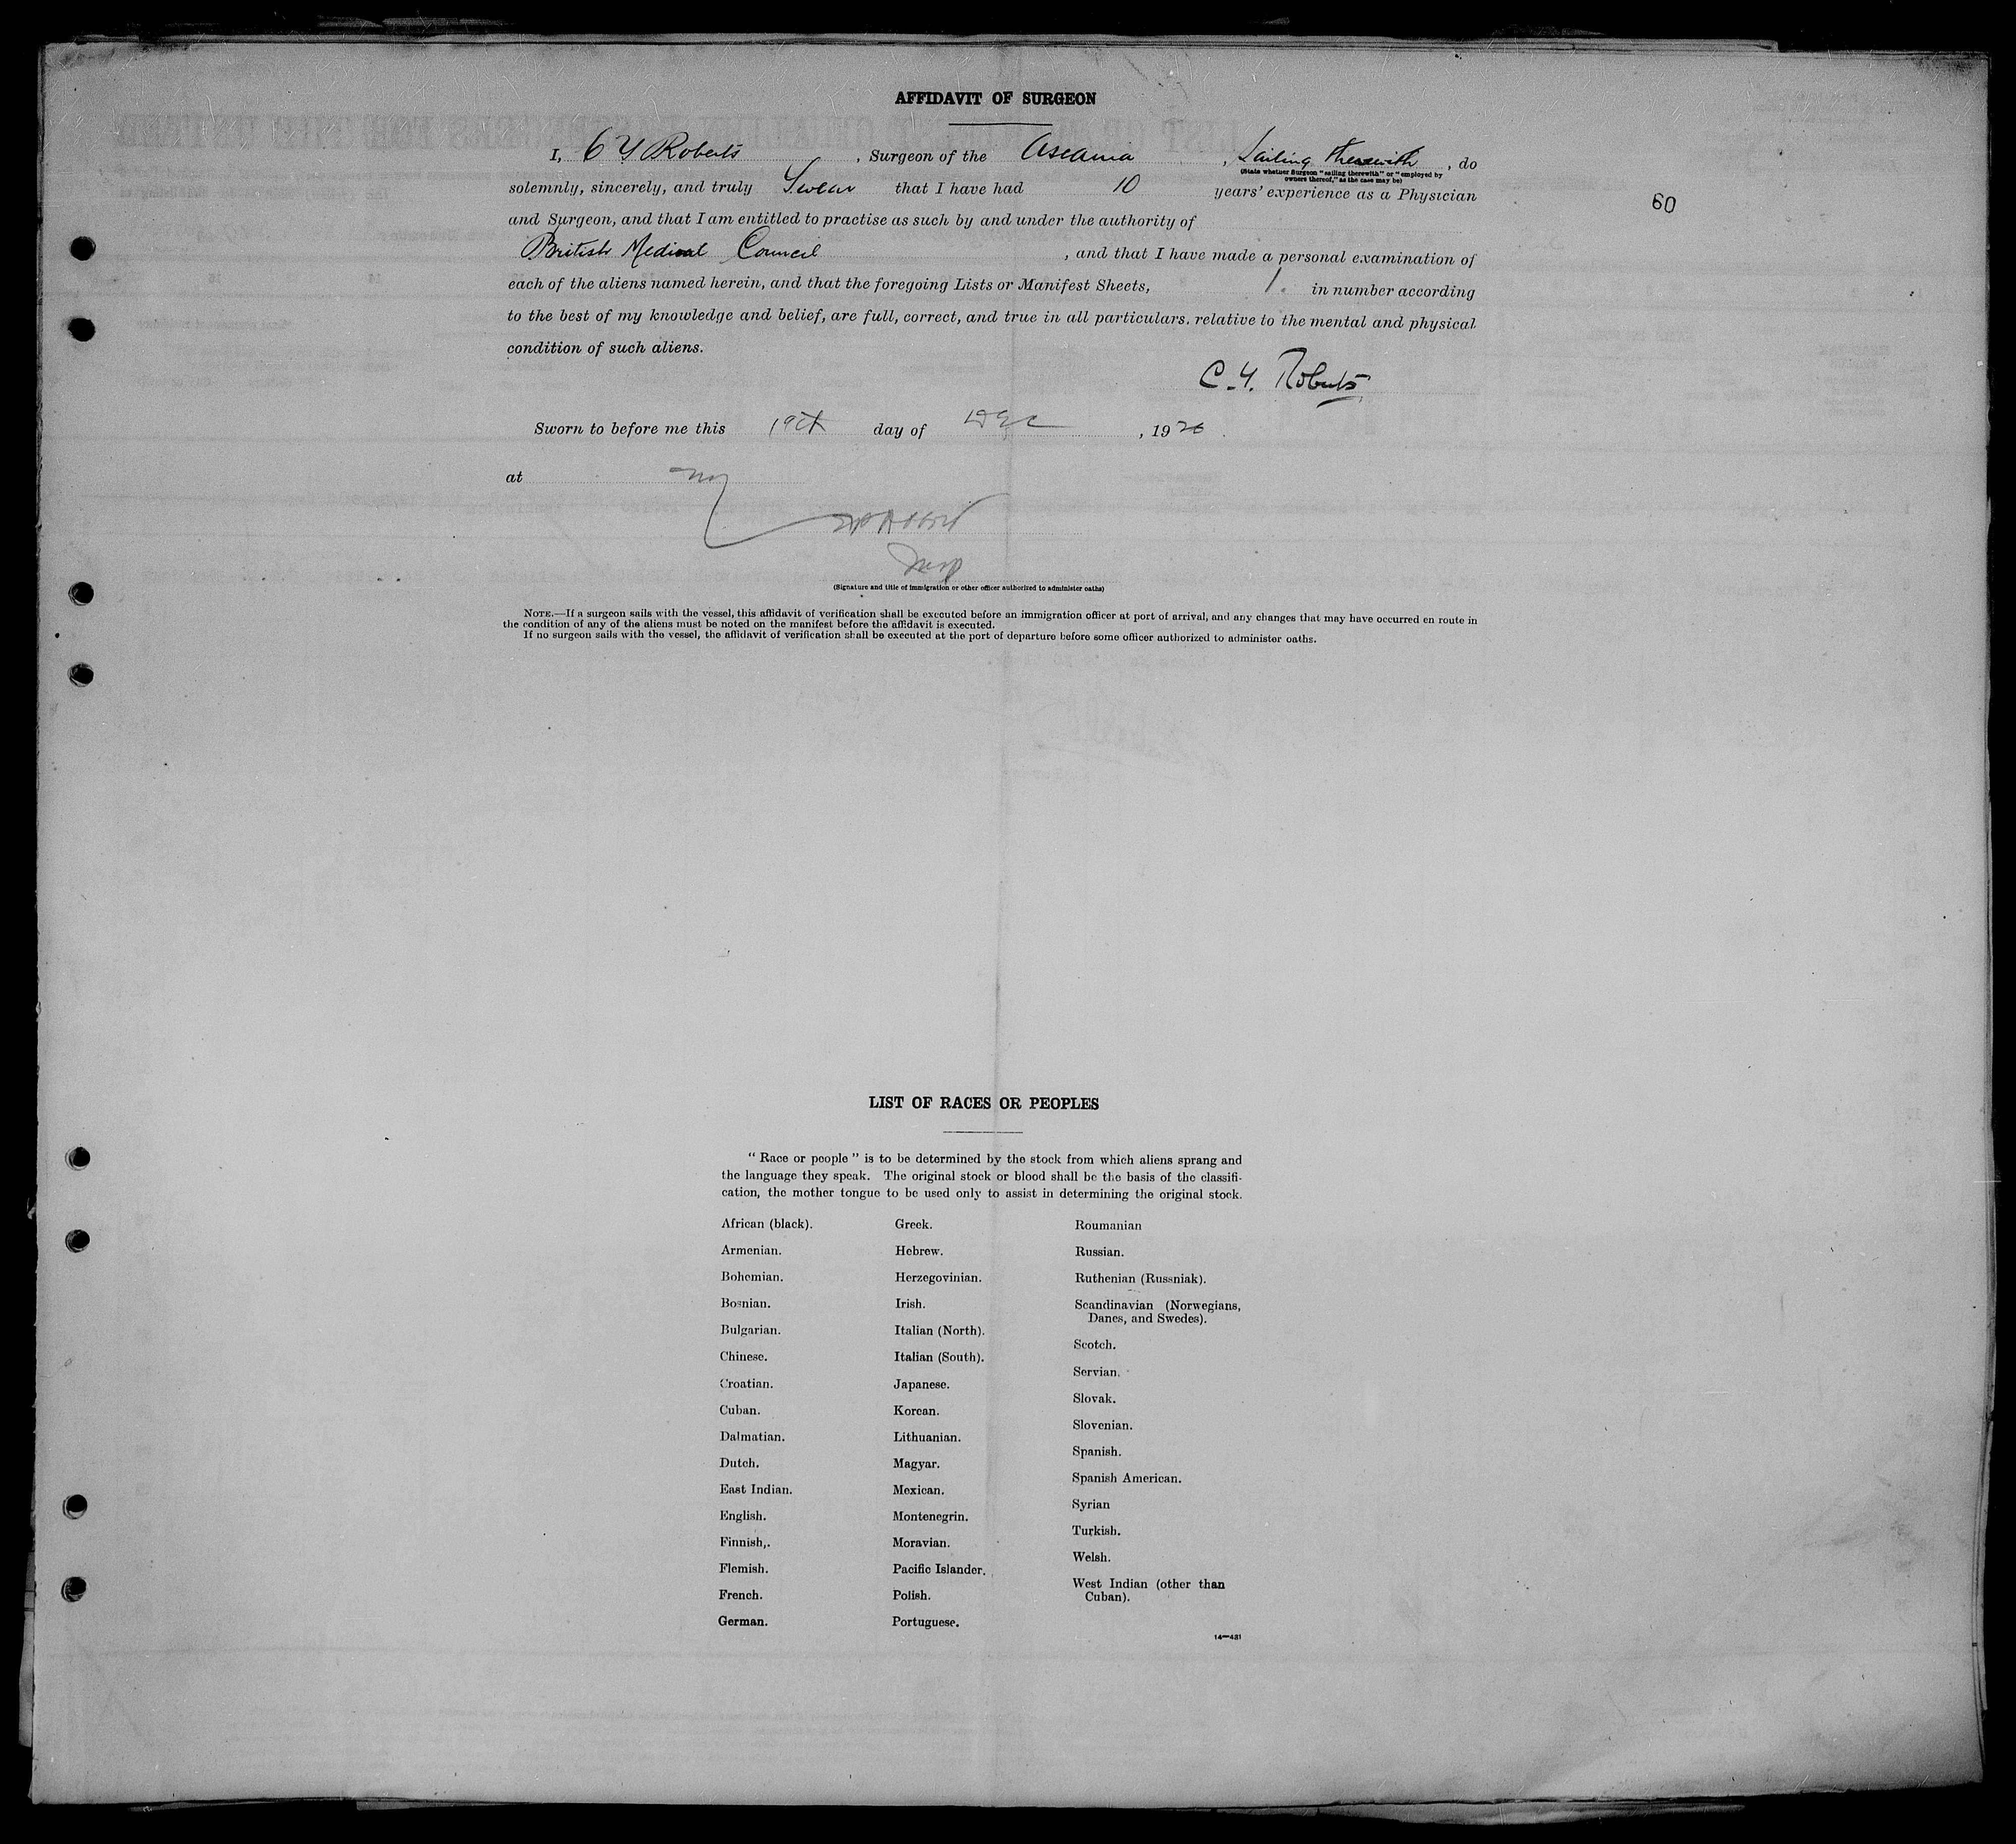 AFFIDAVIT OF SURGEON
I, C Y Roberts, Surgeon of the Ascania, Sailing therewith, do
(State whether Surgeon "sailing therewith" or "employed by
owners thereof," as the case may be)
solemnly, sincerely, and truly Swear that I have had 10 years' experience as a Physician
60
and Surgeon, and that I am entitled to practise as such by and under the authority of
British Medical Council, and that I have made a personal examination of
each of the aliens named herein, and that the foregoing Lists or Manifest Sheets, 1. in number according
to the best of my knowledge and belief, are full, correct, and true in all particulars. relative to the mental and physical
condition of such aliens.
C. Y. Roberts
Sworn to before me this 19th day of Dec, 1926.
at NY
Insp
(Signature and title of immigration or other officer authorized to administer oaths)
NOTE.—If a surgeon sails with the vessel, this affidavit of verification shall be executed before an immigration officer at port of arrival, and any changes that may have occurred en route in
the condition of any of the aliens must be noted on the manifest before the affidavit is executed.
If no surgeon sails with the vessel, the affidavit of verification shall be executed at the port of departure before some officer authorized to administer oaths.
LIST OF RACES OR PEOPLES
"Race or people" is to be determined by the stock from which aliens sprang and
the language they speak. The original stock or blood shall be the basis of the classifi-
cation, the mother tongue to be used only to assist in determining the original stock.
African (black).
Armenian.
Bohemian.
Bosnian.
Bulgarian.
Chinese.
Croatian.
Cuban.
Dalmatian.
Dutch.
East Indian.
English.
Finnish,.
Flemish.
French.
German.
Greek.
Hebrew.
Herzegovinian.
Irish.
Italian (North).
Italian (South).
Japanese.
Korean.
Lithuanian.
Magyar.
Mexican.
Montenegrin.
Moravian.
Pacific Islander.
Polish.
Portuguese.
Roumanian
Russian.
Ruthenian (Russniak).
Scandinavian (Norwegians,
Danes, and Swedes).
Scotch.
Servian.
Slovak.
Slovenian.
Spanish.
Spanish American.
Syrian
Turkish.
Welsh.
West Indian (other than
Cuban).
14—431